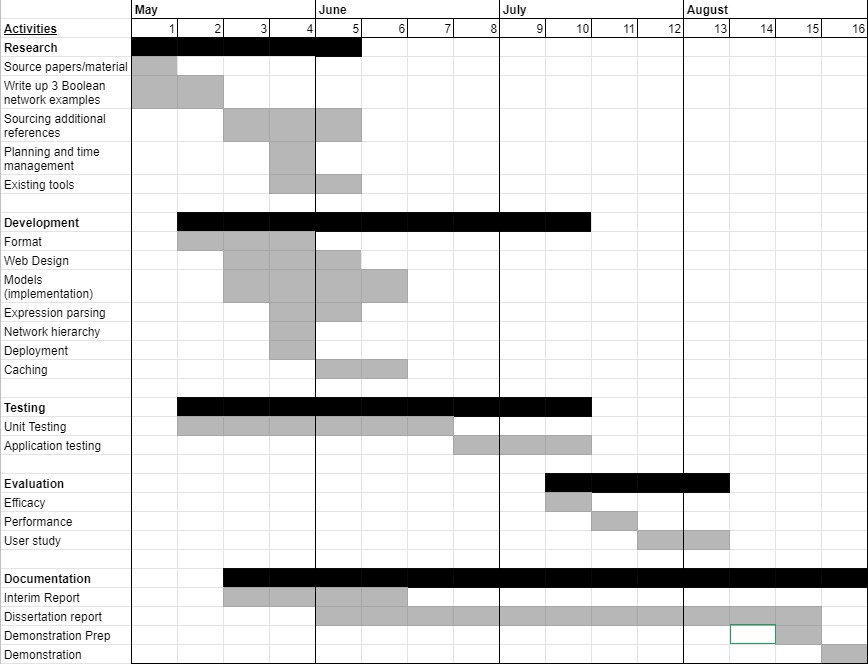 May June July August
Activities 1 2 3 4 5 6 7 8 9 10 11 12 13 14 15 16
Research
Source papers/material
Write up 3 Boolean
network examples
Sourcing additional
references
Planning and time
management
Existing tools
Development
Format
Web Design
Models
(implementation)
Expression parsing
Network hierarchy
Deployment
Caching
Testing
Unit Testing
Application testing
Evaluation
Efficacy
Performance
User study
Documentation
Interim Report
Dissertation report
Demonstration Prep
Demonstration